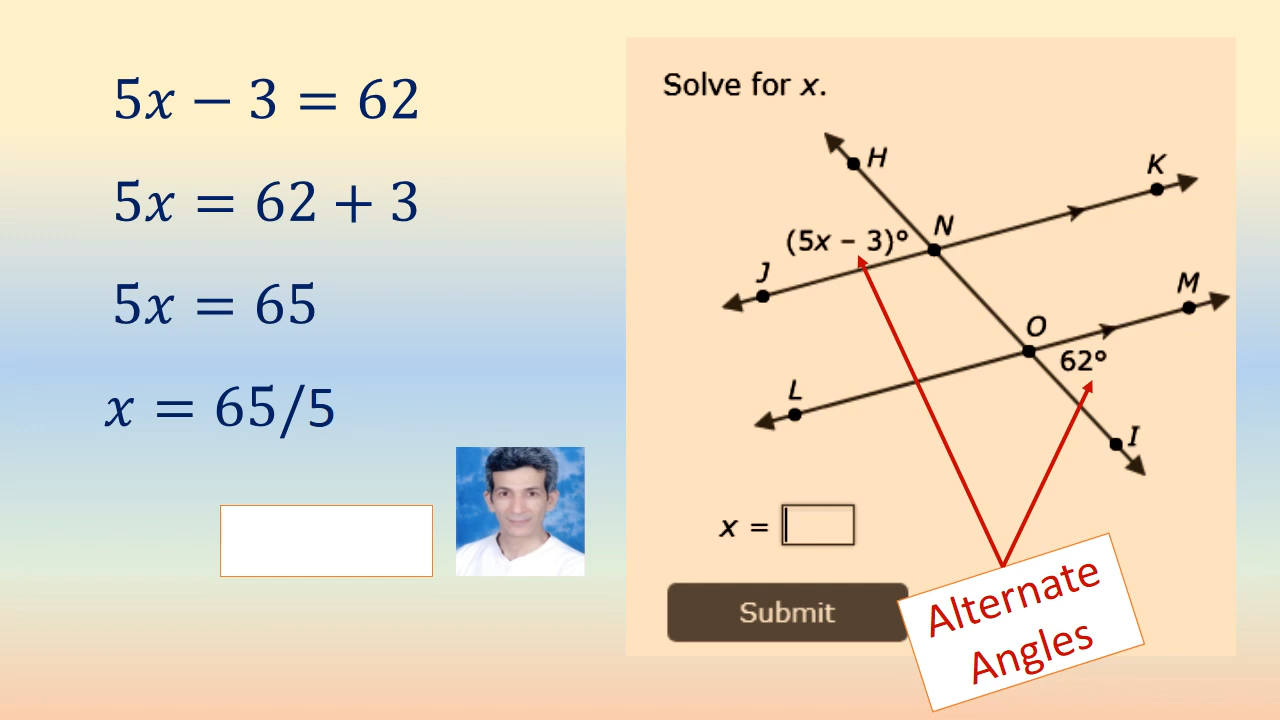 5x − 3 = 62
5x = 62 + 3
5x = 65
x = 65/5
Solve for x.
H
K
N
(5x – 3)°
J
M
O
62°
L
I
x =
Submit
Alternate
Angles